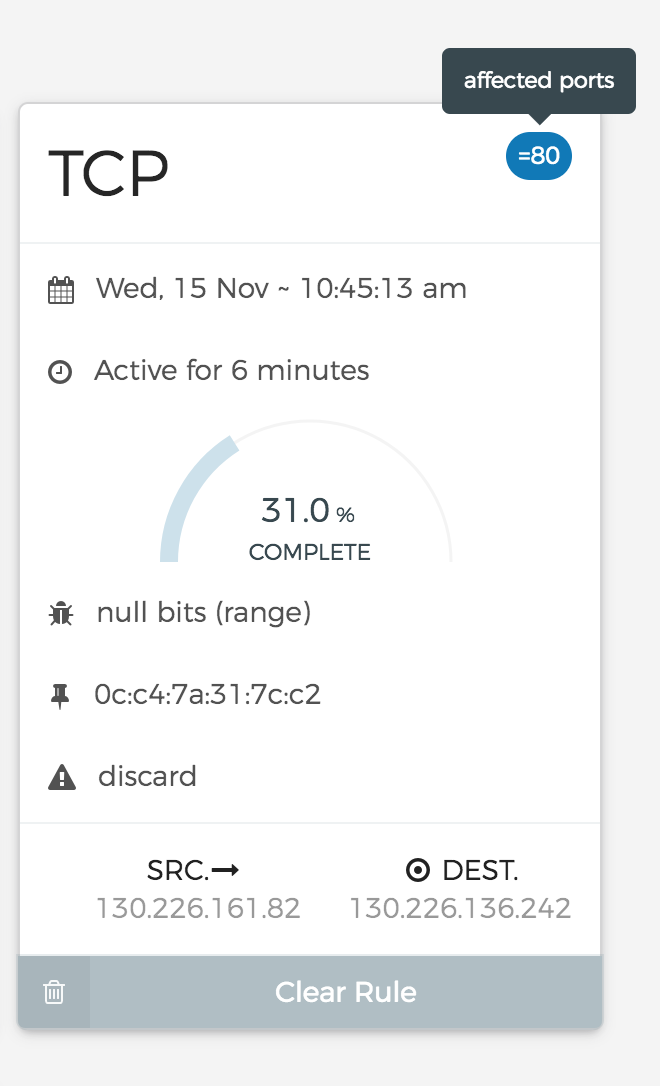 affected ports
TCP
=80
Wed, 15 Nov ~ 10:45:13 am
Active for 6 minutes
31.0 %
COMPLETE
null bits (range)
0c:c4:7a:31:7c:c2
discard
SRC. DEST.
130.226.161.82 130.226.136.242
Clear Rule